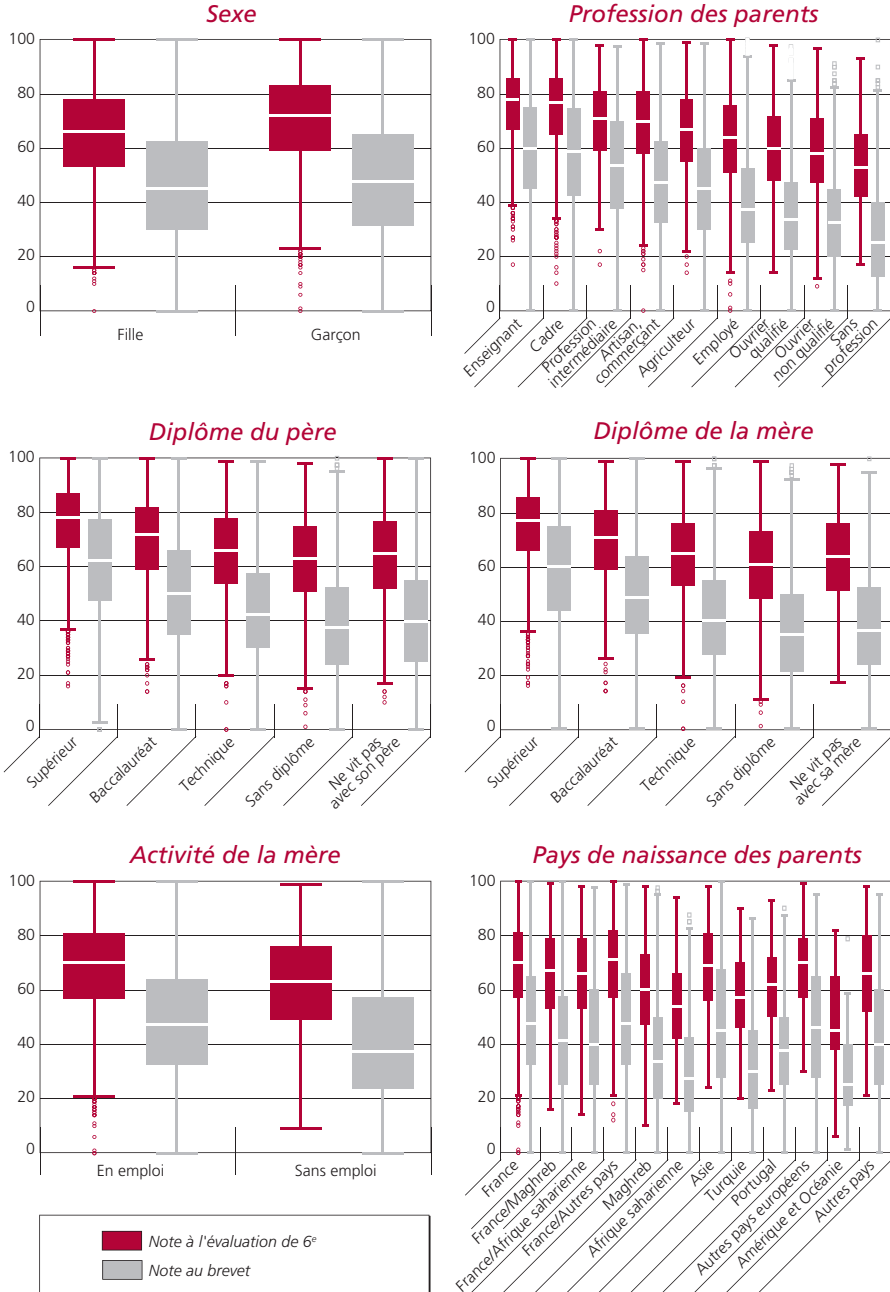 Sexe
100
80
60
40
20
0
Fille
Garçon
Profession des parents
100
80
60
40
20
0
Enseignant
Cadre
Profession
intermédiaire
Artisan,
commerçant
Agriculteur
Employé
Ouvrier
qualifié
Ouvrier
non qualifié
Sans
profession
Diplôme du père
100
80
60
40
20
0
Supérieur
Baccalauréat
Technique
Sans diplôme
Ne vit pas
avec son père
Diplôme de la mère
100
80
60
40
20
0
Supérieur
Baccalauréat
Technique
Sans diplôme
Ne vit pas
avec sa mère
Activité de la mère
100
80
60
40
20
0
En emploi
Sans emploi
Pays de naissance des parents
100
80
60
40
20
0
France
France/Maghreb
France/Afrique saharienne
France/Autres pays
Maghreb
Afrique saharienne
Asie
Turquie
Portugal
Autres pays européens
Amérique et Océanie
Autres pays
Note à l'évaluation de 6e
Note au brevet